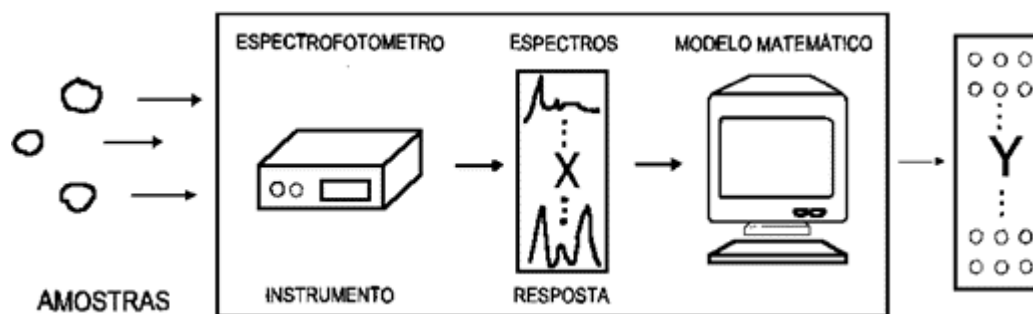 ESPECTROFOTOMETRO
ESPECTROS
MODELO MATEMÁTICO
X
Y
AMOSTRAS
INSTRUMENTO
RESPOSTA